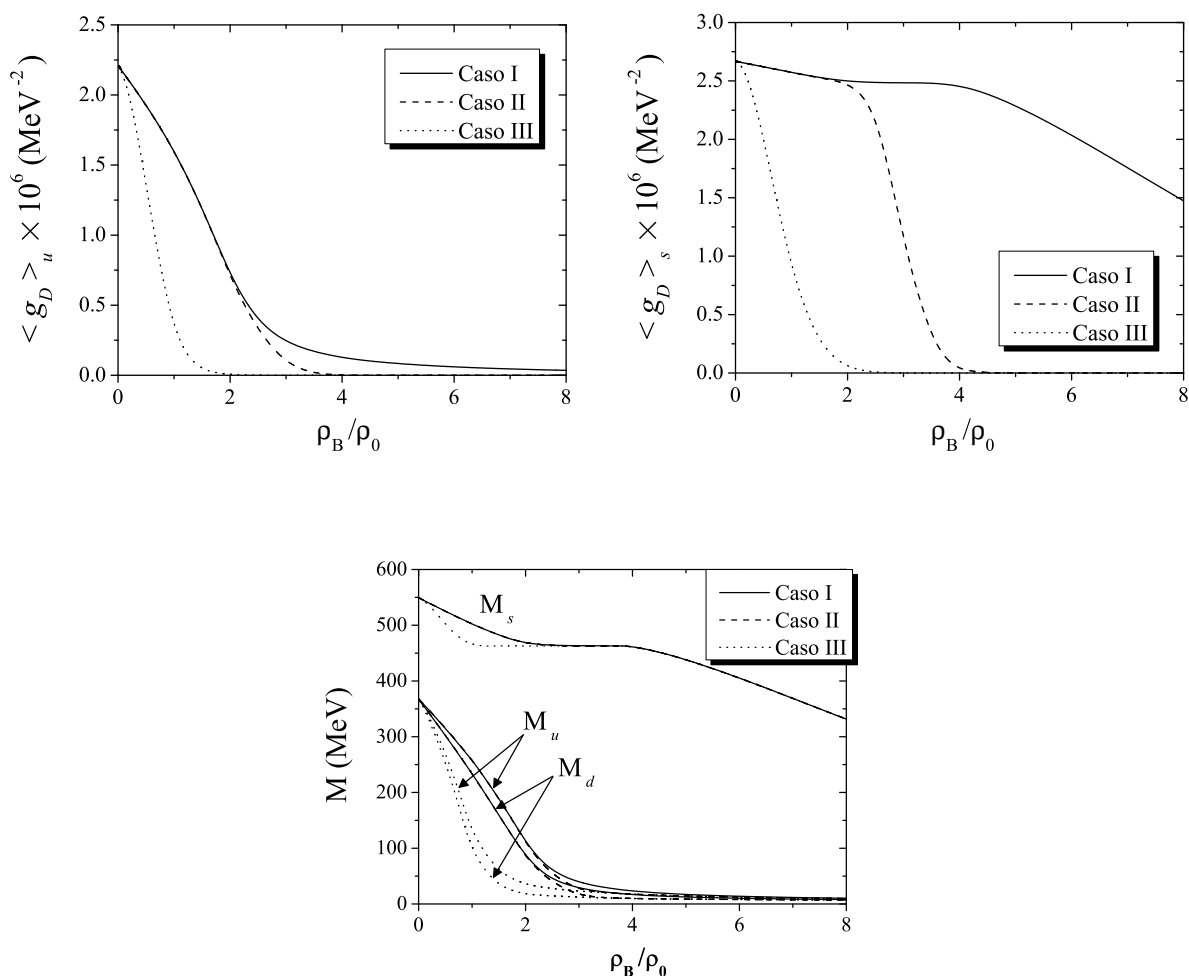 2.5
2.0
1.5
1.0
0.5
0.0
< g_D >_u × 10^6 (MeV^-2)
Caso I
Caso II
Caso III
0 2 4 6 8
ρ_B/ρ_0
3.0
2.5
2.0
1.5
1.0
0.5
0.0
< g_D >_s × 10^6 (MeV^-2)
Caso I
Caso II
Caso III
0 2 4 6 8
ρ_B/ρ_0
600
500
400
300
200
100
0
M (MeV)
Caso I
Caso II
Caso III
M_s
M_u
M_d
0 2 4 6 8
ρ_B/ρ_0